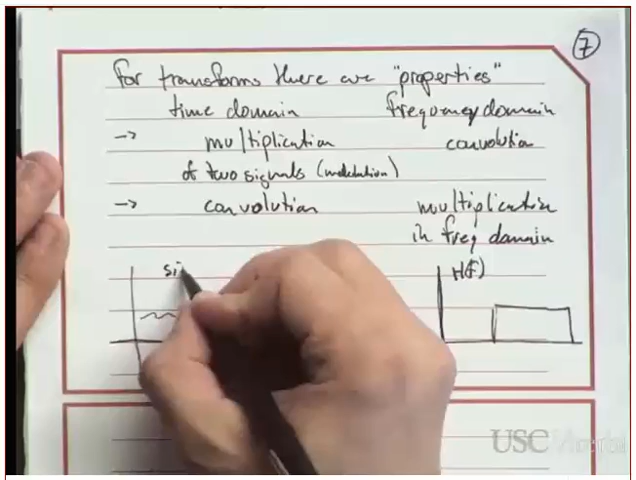 7
for transforms there are "properties"
time domain frequency domain
→ multiplication convolution
of two signals (modulation)
→ convolution multiplication
in freq domain
si H(f)
USC